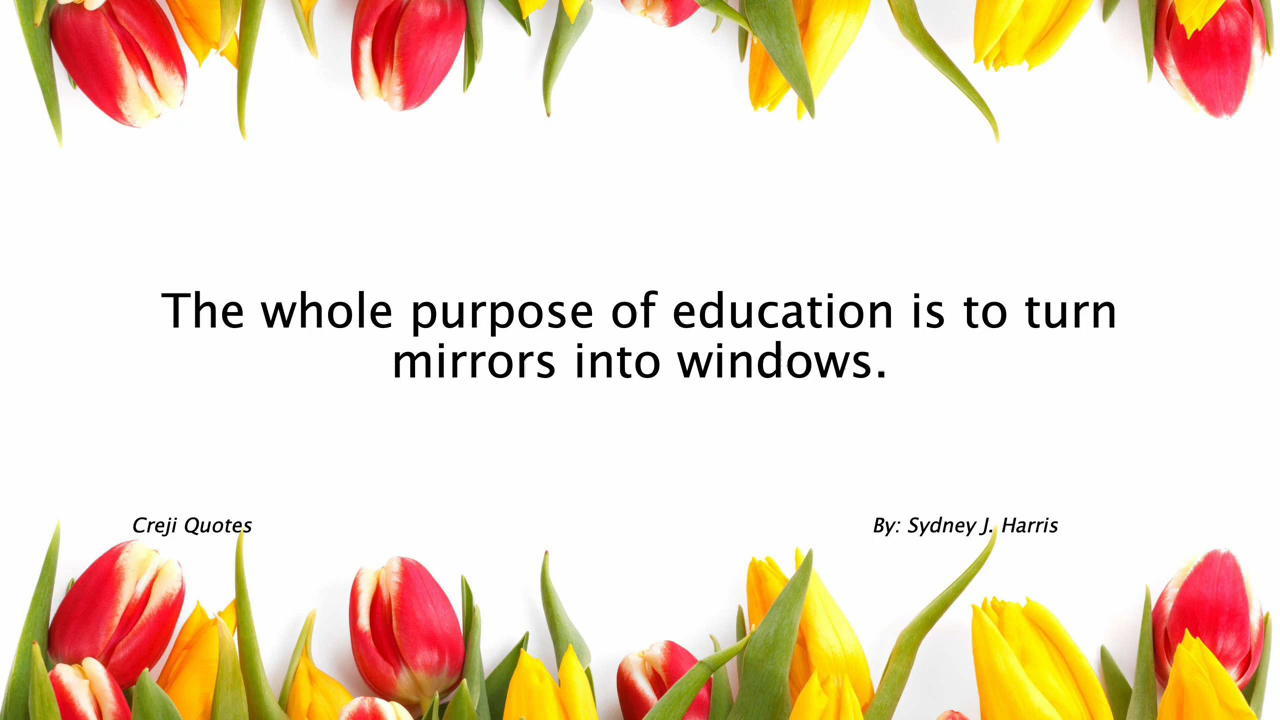 The whole purpose of education is to turn
mirrors into windows.
Creji Quotes
By: Sydney J. Harris